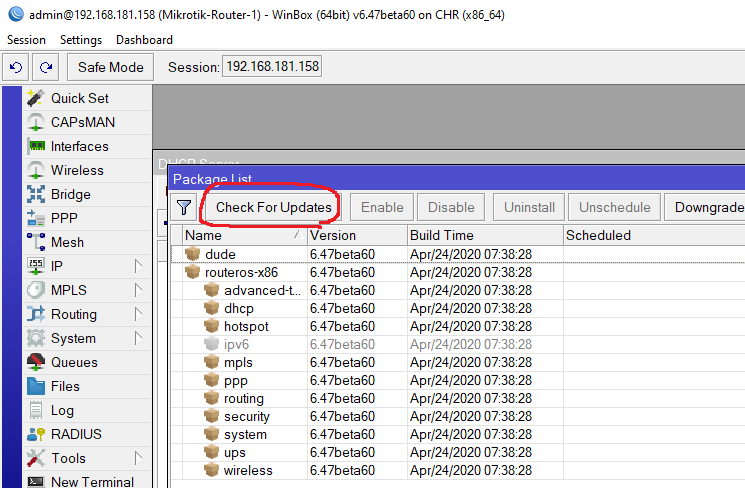 admin@192.168.181.158 (Mikrotik-Router-1) - WinBox (64bit) v6.47beta60 on CHR (x86_64)
Session Settings Dashboard
Safe Mode Session: 192.168.181.158
Quick Set
CAPsMAN
Interfaces
Wireless
Bridge
PPP
Mesh
IP
MPLS
Routing
System
Queues
Files
Log
RADIUS
Tools
New Terminal
DHCP Server
Package List
Check For Updates Enable Disable Uninstall Unschedule Downgrade
Name Version Build Time Scheduled
dude 6.47beta60 Apr/24/2020 07:38:28
routeros-x86 6.47beta60 Apr/24/2020 07:38:28
advanced-t... 6.47beta60 Apr/24/2020 07:38:28
dhcp 6.47beta60 Apr/24/2020 07:38:28
hotspot 6.47beta60 Apr/24/2020 07:38:28
ipv6 6.47beta60 Apr/24/2020 07:38:28
mpls 6.47beta60 Apr/24/2020 07:38:28
ppp 6.47beta60 Apr/24/2020 07:38:28
routing 6.47beta60 Apr/24/2020 07:38:28
security 6.47beta60 Apr/24/2020 07:38:28
system 6.47beta60 Apr/24/2020 07:38:28
ups 6.47beta60 Apr/24/2020 07:38:28
wireless 6.47beta60 Apr/24/2020 07:38:28